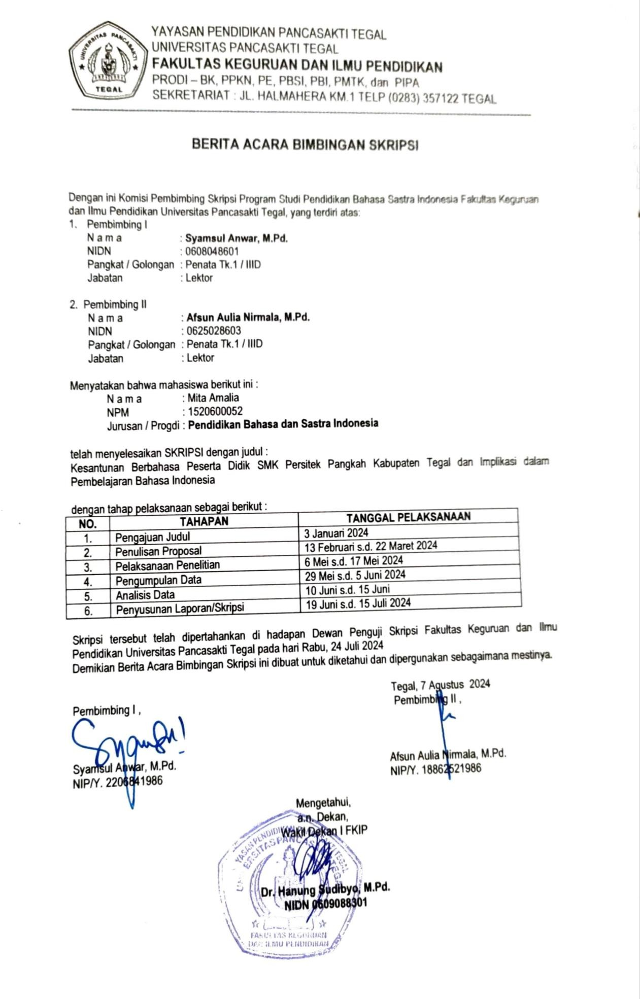 UNIVERSITAS PANCASAKTI
TEGAL
YAYASAN PENDIDIKAN PANCASAKTI TEGAL
UNIVERSITAS PANCASAKTI TEGAL
FAKULTAS KEGURUAN DAN ILMU PENDIDIKAN
PRODI – BK, PPKN, PE, PBSI, PBI, PMTK, dan PIPA
SEKRETARIAT : JL. HALMAHERA KM.1 TELP (0283) 357122 TEGAL
BERITA ACARA BIMBINGAN SKRIPSI
Dengan ini Komisi Pembimbing Skripsi Program Studi Pendidikan Bahasa Sastra Indonesia Fakultas Keguruan
dan Ilmu Pendidikan Universitas Pancasakti Tegal, yang terdiri atas:
1. Pembimbing I
N a m a : Syamsul Anwar, M.Pd.
NIDN : 0608048601
Pangkat / Golongan : Penata Tk.1 / IIID
Jabatan : Lektor
2. Pembimbing II
N a m a : Afsun Aulia Nirmala, M.Pd.
NIDN : 0625028603
Pangkat / Golongan : Penata Tk.1 / IIID
Jabatan : Lektor
Menyatakan bahwa mahasiswa berikut ini :
N a m a : Mita Amalia
NPM : 1520600052
Jurusan / Progdi : Pendidikan Bahasa dan Sastra Indonesia
telah menyelesaikan SKRIPSI dengan judul :
Kesantunan Berbahasa Peserta Didik SMK Persitek Pangkah Kabupaten Tegal dan Implikasi dalam
Pembelajaran Bahasa Indonesia
dengan tahap pelaksanaan sebagai berikut :
NO. TAHAPAN TANGGAL PELAKSANAAN
1. Pengajuan Judul 3 Januari 2024
2. Penulisan Proposal 13 Februari s.d. 22 Maret 2024
3. Pelaksanaan Penelitian 6 Mei s.d. 17 Mei 2024
4. Pengumpulan Data 29 Mei s.d. 5 Juni 2024
5. Analisis Data 10 Juni s.d. 15 Juni
6. Penyusunan Laporan/Skripsi 19 Juni s.d. 15 Juli 2024
Skripsi tersebut telah dipertahankan di hadapan Dewan Penguji Skripsi Fakultas Keguruan dan Ilmu
Pendidikan Universitas Pancasakti Tegal pada hari Rabu, 24 Juli 2024
Demikian Berita Acara Bimbingan Skripsi ini dibuat untuk diketahui dan dipergunakan sebagaimana mestinya.
Tegal, 7 Agustus 2024
Pembimbing I ,
Pembimbing II ,
Syamsul Anwar, M.Pd.
NIP/Y. 2206841986
Afsun Aulia Nirmala, M.Pd.
NIP/Y. 18862521986
Mengetahui,
a.n. Dekan,
Wakil Dekan I FKIP
Dr. Hanung Sudibyo, M.Pd.
NIDN 0609088301
FAKULTAS KEGURUAN
DAN ILMU PENDIDIKAN